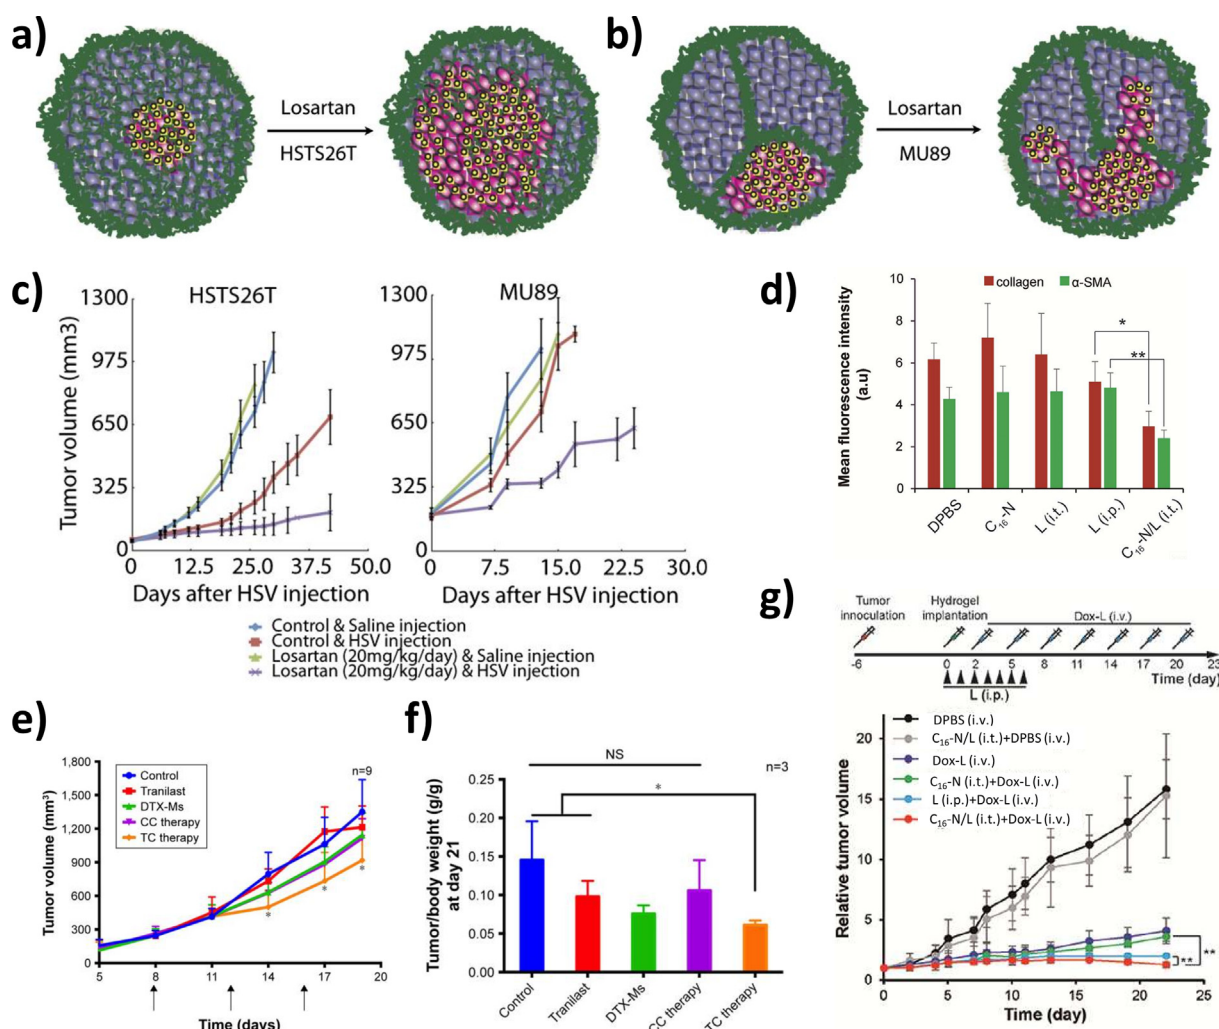 a)
Losartan
HSTS26T
b)
Losartan
MU89
c)
HSTS26T
MU89
Tumor volume (mm3)
1300
975
650
325
0
0
12.5
25.0
37.5
50.0
Days after HSV injection
1300
975
650
325
0
0
7.5
15.0
22.5
30.0
Days after HSV injection
Control & Saline injection
Control & HSV injection
Losartan (20mg/kg/day) & Saline injection
Losartan (20mg/kg/day) & HSV injection
d)
collagen
α-SMA
Mean fluorescence intensity
(a.u)
10
8
6
4
2
0
*
**
DPBS
C16-N
L (i.t.)
L (i.p.)
C16-N/L (i.t.)
e)
Tumor volume (mm³)
1,800
1,500
1,200
900
600
300
0
Control
Tranilast
DTX-Ms
CC therapy
TC therapy
n=9
*
*
*
5
8
11
14
17
20
Time (days)
f)
NS
n=3
*
Tumor/body weight (g/g)
at day 21
0.25
0.20
0.15
0.10
0.05
0.00
Control
Tranilast
DTX-Ms
CC therapy
TC therapy
g)
Tumor
innoculation
Hydrogel
implantation
Dox-L (i.v.)
-6
0
2
5
8
11
14
17
20
23
Time (day)
L (i.p.)
Relative tumor volume
20
15
10
5
0
DPBS (i.v.)
C16-N/L (i.t.)+DPBS (i.v.)
Dox-L (i.v.)
C16-N (i.t.)+Dox-L (i.v.)
L (i.p.)+Dox-L (i.v.)
C16-N/L (i.t.)+Dox-L (i.v.)
**
**
0
5
10
15
20
25
Time (day)